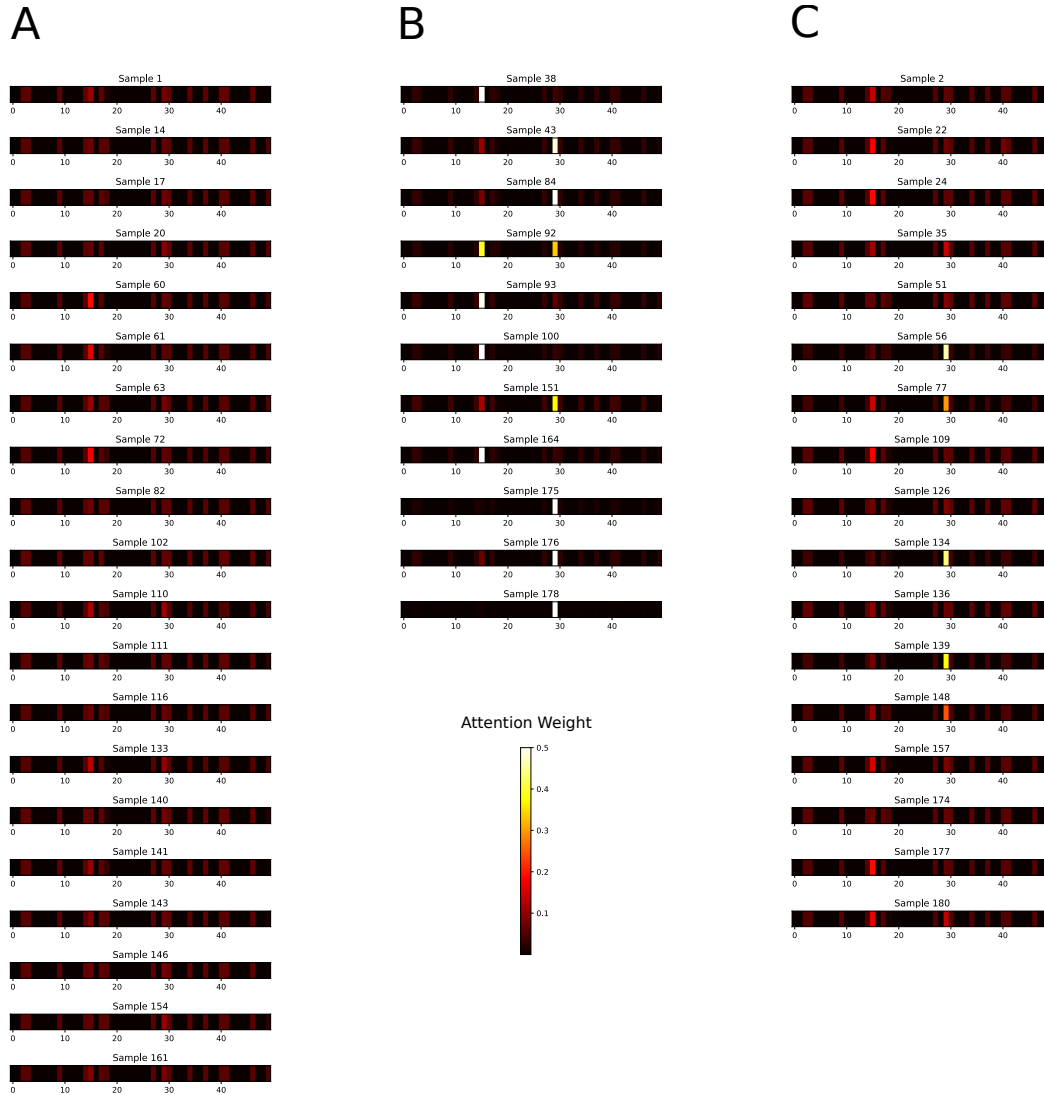 A
Sample 1
0 10 20 30 40
Sample 14
0 10 20 30 40
Sample 17
0 10 20 30 40
Sample 20
0 10 20 30 40
Sample 60
0 10 20 30 40
Sample 61
0 10 20 30 40
Sample 63
0 10 20 30 40
Sample 72
0 10 20 30 40
Sample 82
0 10 20 30 40
Sample 102
0 10 20 30 40
Sample 110
0 10 20 30 40
Sample 111
0 10 20 30 40
Sample 116
0 10 20 30 40
Sample 133
0 10 20 30 40
Sample 140
0 10 20 30 40
Sample 141
0 10 20 30 40
Sample 143
0 10 20 30 40
Sample 146
0 10 20 30 40
Sample 154
0 10 20 30 40
Sample 161
0 10 20 30 40
B
Sample 38
0 10 20 30 40
Sample 43
0 10 20 30 40
Sample 84
0 10 20 30 40
Sample 92
0 10 20 30 40
Sample 93
0 10 20 30 40
Sample 100
0 10 20 30 40
Sample 151
0 10 20 30 40
Sample 164
0 10 20 30 40
Sample 175
0 10 20 30 40
Sample 176
0 10 20 30 40
Sample 178
0 10 20 30 40
Attention Weight
0.5
0.4
0.3
0.2
0.1
C
Sample 2
0 10 20 30 40
Sample 22
0 10 20 30 40
Sample 24
0 10 20 30 40
Sample 35
0 10 20 30 40
Sample 51
0 10 20 30 40
Sample 56
0 10 20 30 40
Sample 77
0 10 20 30 40
Sample 109
0 10 20 30 40
Sample 126
0 10 20 30 40
Sample 134
0 10 20 30 40
Sample 136
0 10 20 30 40
Sample 139
0 10 20 30 40
Sample 148
0 10 20 30 40
Sample 157
0 10 20 30 40
Sample 174
0 10 20 30 40
Sample 177
0 10 20 30 40
Sample 180
0 10 20 30 40